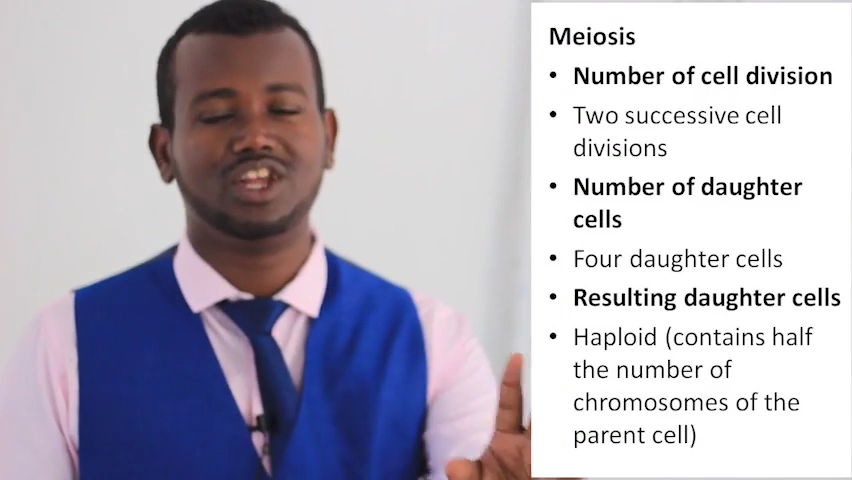 Meiosis
• Number of cell division
• Two successive cell
divisions
• Number of daughter
cells
• Four daughter cells
• Resulting daughter cells
• Haploid (contains half
the number of
chromosomes of the
parent cell)